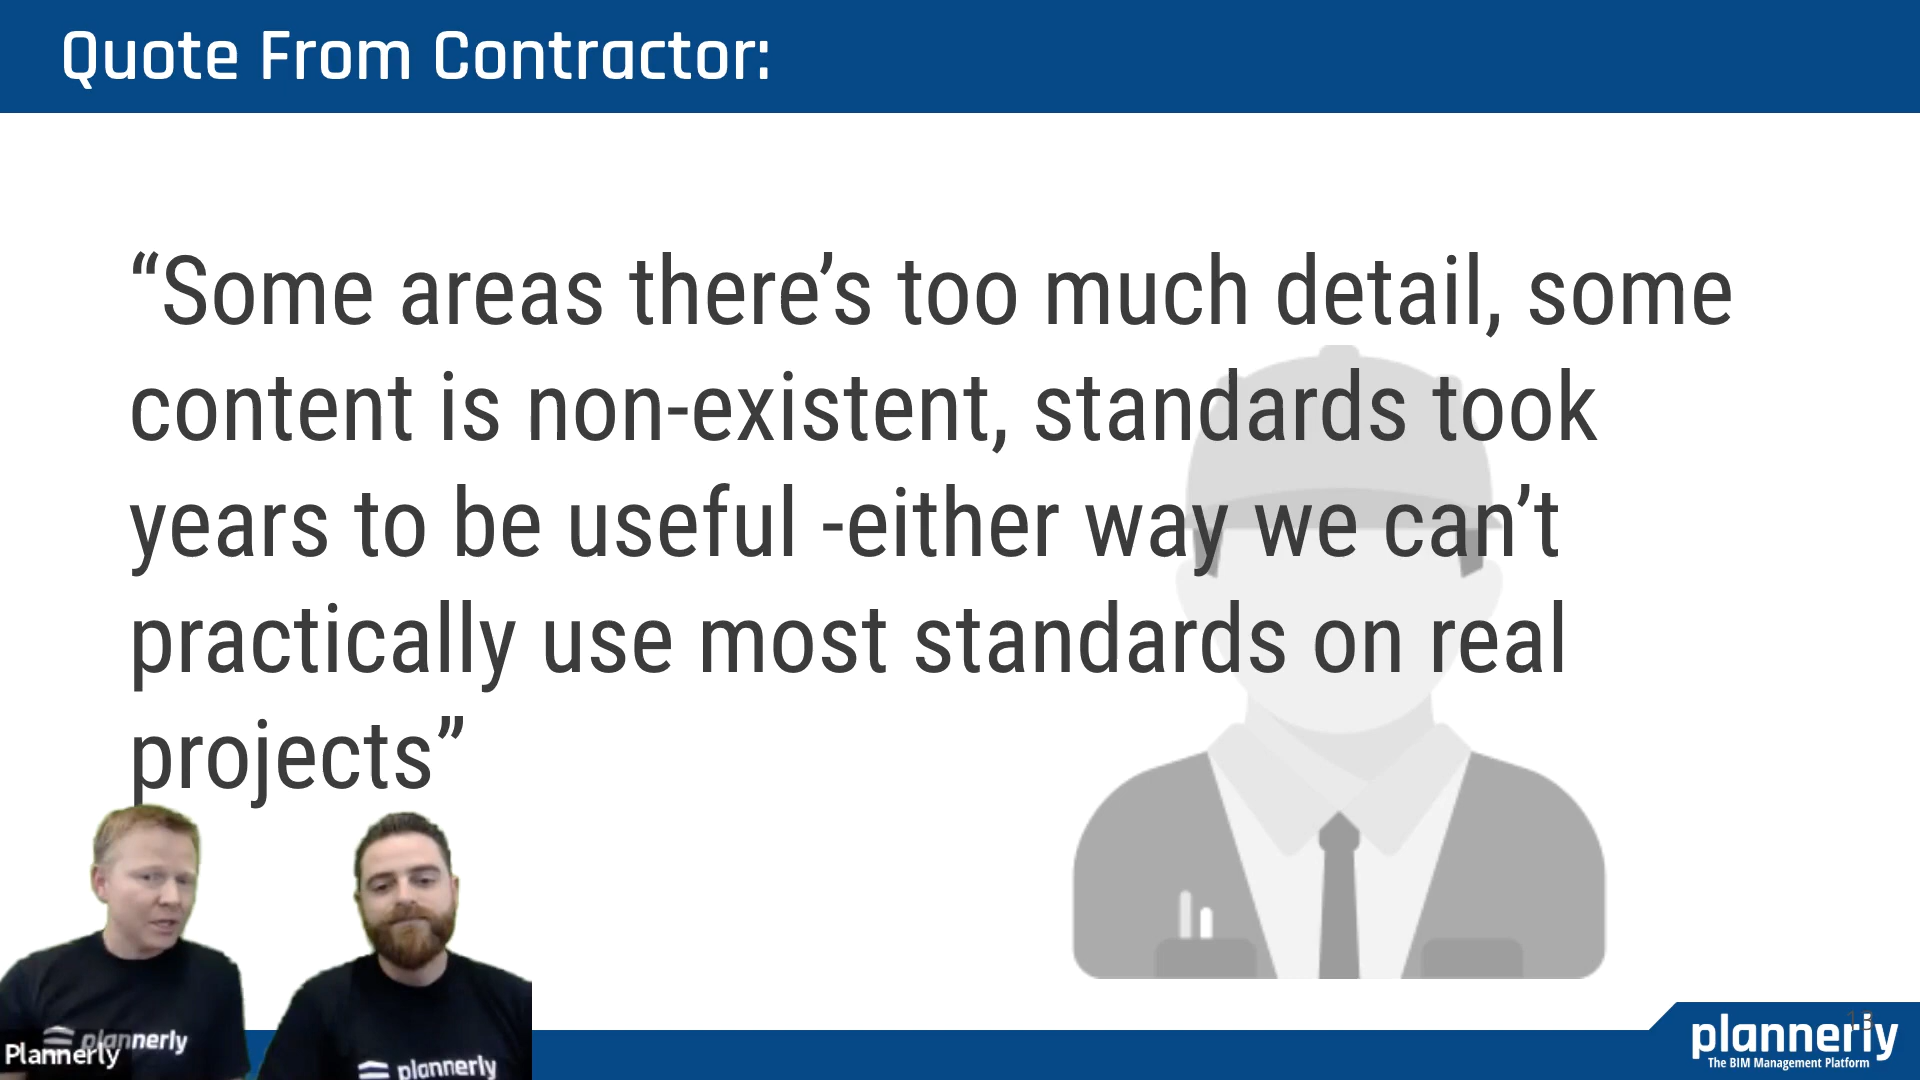 Quote From Contractor:
“Some areas there’s too much detail, some
content is non-existent, standards took
years to be useful -either way we can’t
practically use most standards on real
projects”
plannerly
plannerly
Plannerly
13
plannerly
The BIM Management Platform